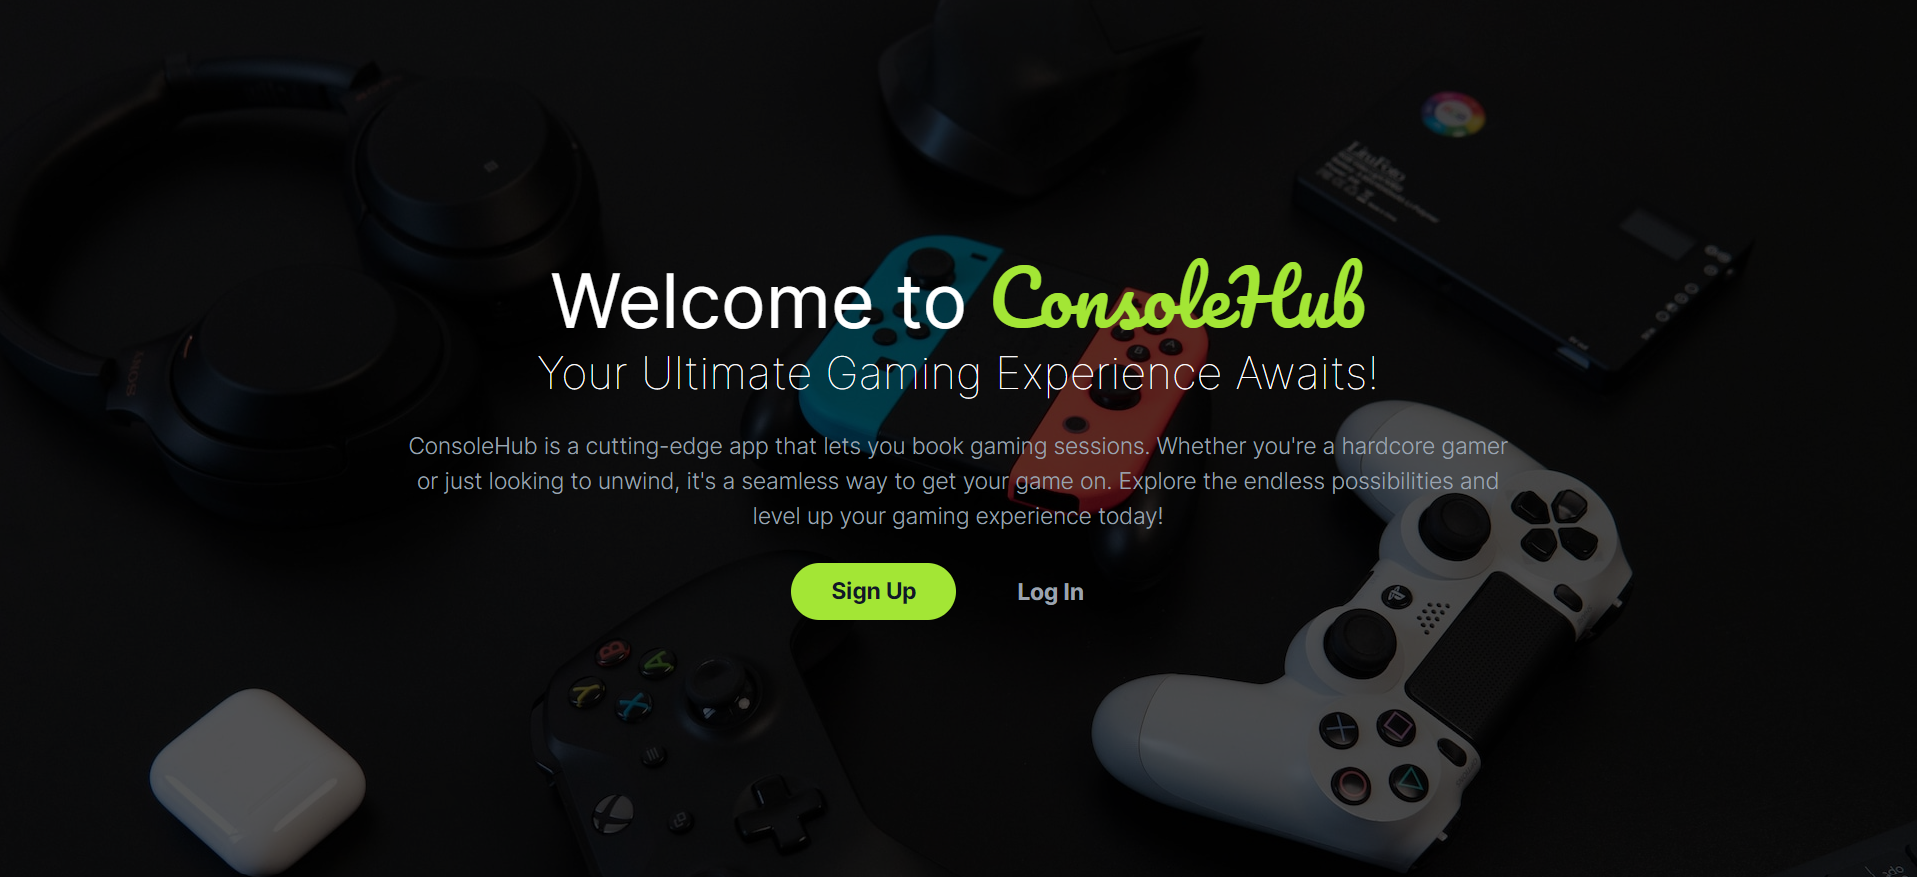 Welcome to ConsoleHub
Your Ultimate Gaming Experience Awaits!
ConsoleHub is a cutting-edge app that lets you book gaming sessions. Whether you're a hardcore gamer
or just looking to unwind, it's a seamless way to get your game on. Explore the endless possibilities and
level up your gaming experience today!
Sign Up
Log In
A
B
B
A
Y
X